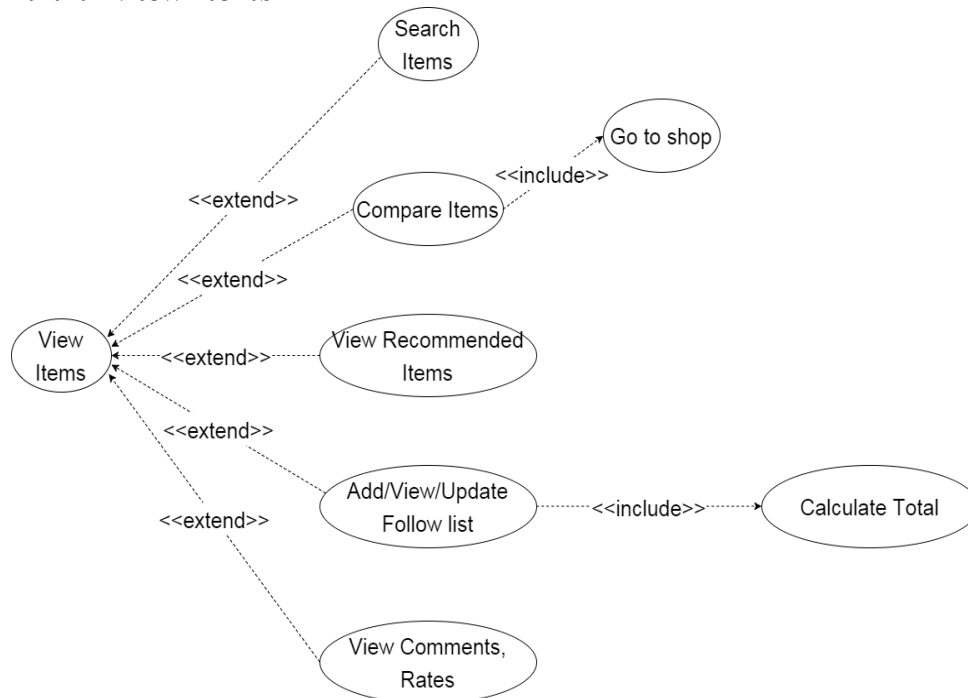 Search
Items
Go to shop
<<include>>
<<extend>>
Compare Items
<<extend>>
View
Items
<<extend>>
View Recommended
Items
<<extend>>
Add/View/Update
Follow list
<<include>>
Calculate Total
<<extend>>
View Comments,
Rates